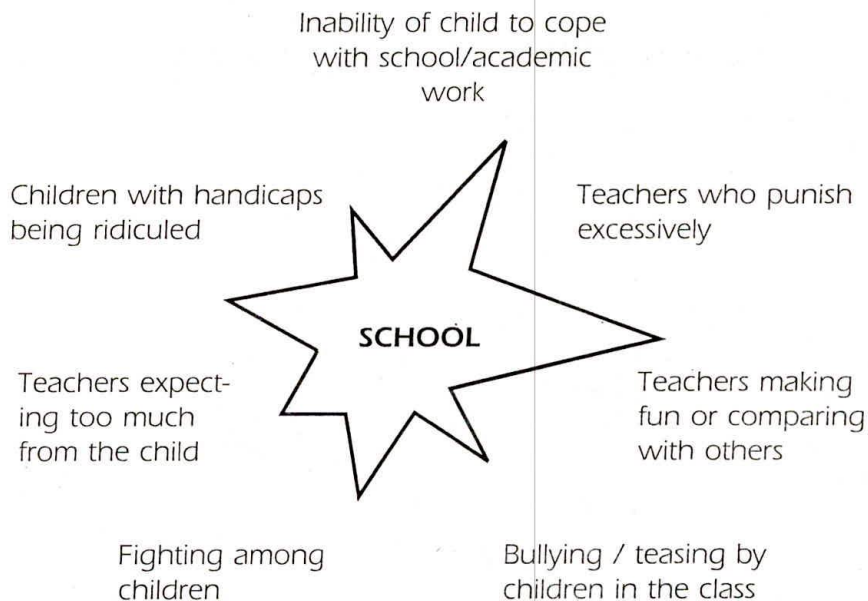 Inability of child to cope
with school/academic
work
Children with handicaps
being ridiculed
Teachers who punish
excessively
SCHOOL
Teachers expect-
ing too much
from the child
Teachers making
fun or comparing
with others
Fighting among
children
Bullying / teasing by
children in the class